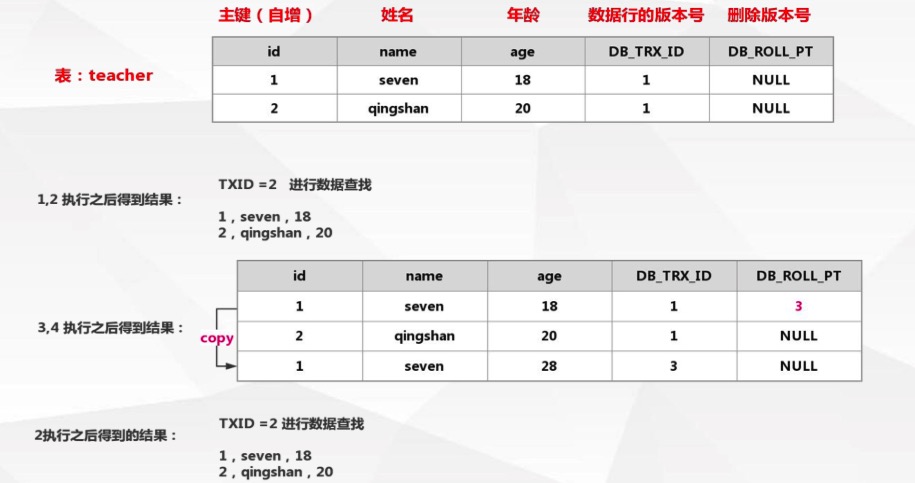 主键（自增） 姓名 年龄 数据行的版本号 删除版本号
表：teacher
id name age DB_TRX_ID DB_ROLL_PT
1 seven 18 1 NULL
2 qingshan 20 1 NULL
1,2 执行之后得到结果：
TXID =2 进行数据查找
1，seven，18
2，qingshan，20
3,4 执行之后得到结果：
copy
id name age DB_TRX_ID DB_ROLL_PT
1 seven 18 1 3
2 qingshan 20 1 NULL
1 seven 28 3 NULL
2执行之后得到的结果：
TXID =2 进行数据查找
1，seven，18
2，qingshan，20